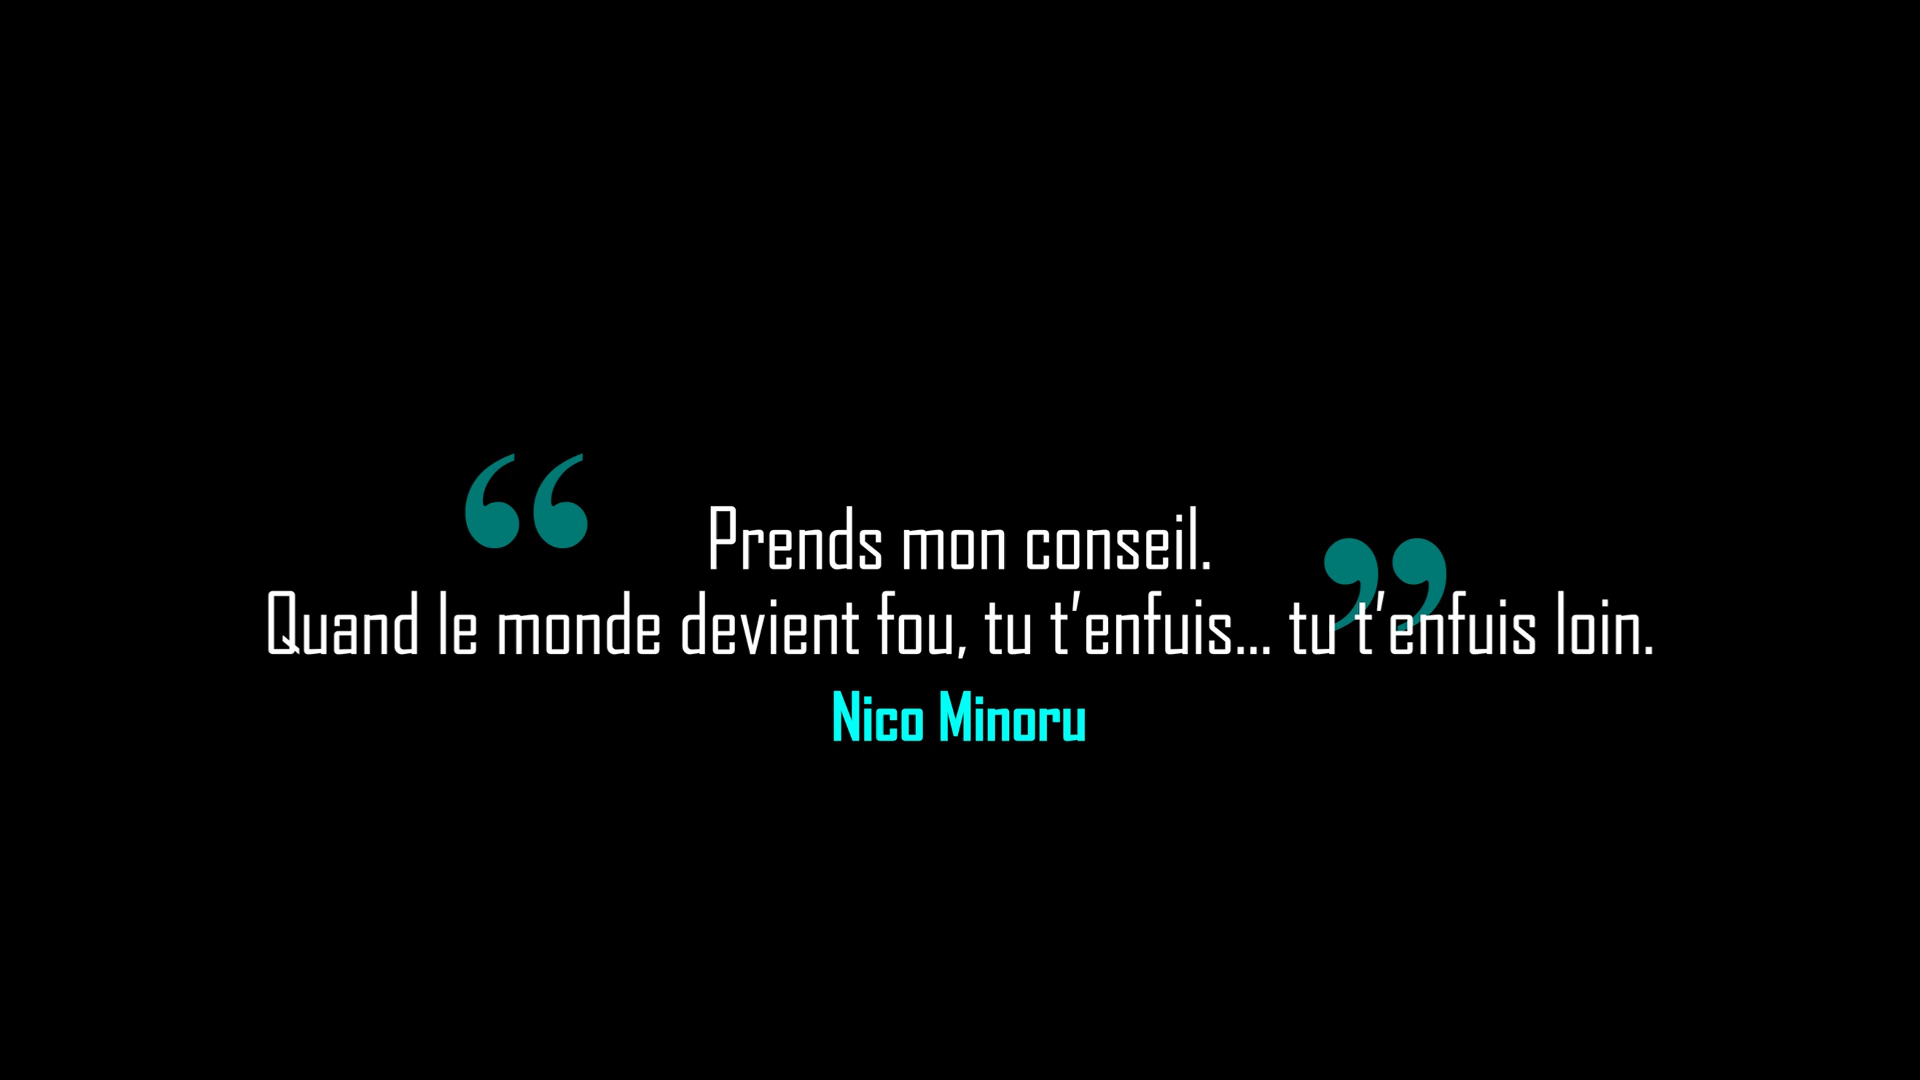 “ Prends mon conseil. ”
Quand le monde devient fou, tu t’enfuis... tu t’enfuis loin.
Nico Minoru